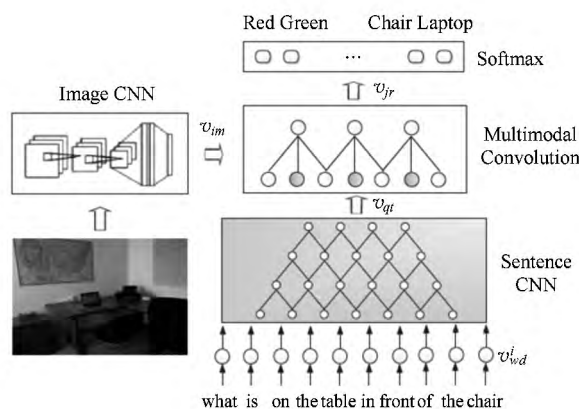 Red Green ... Chair Laptop
Softmax
v_jr
Image CNN
v_im
Multimodal
Convolution
v_qt
Sentence
CNN
v^i_wd
what is on the table in front of the chair